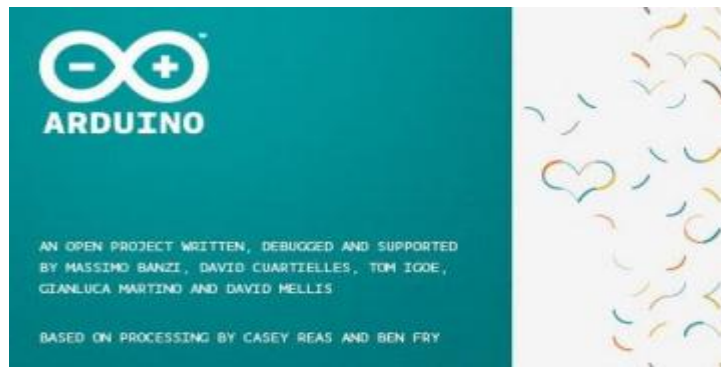 ARDUINO
AN OPEN PROJECT WRITTEN, DEBUGGED AND SUPPORTED
BY MASSIMO BANZI, DAVID CUARTIELLES, TOM IGOE,
GIANLUCA MARTINO AND DAVID MELLIS
BASED ON PROCESSING BY CASEY REAS AND BEN FRY